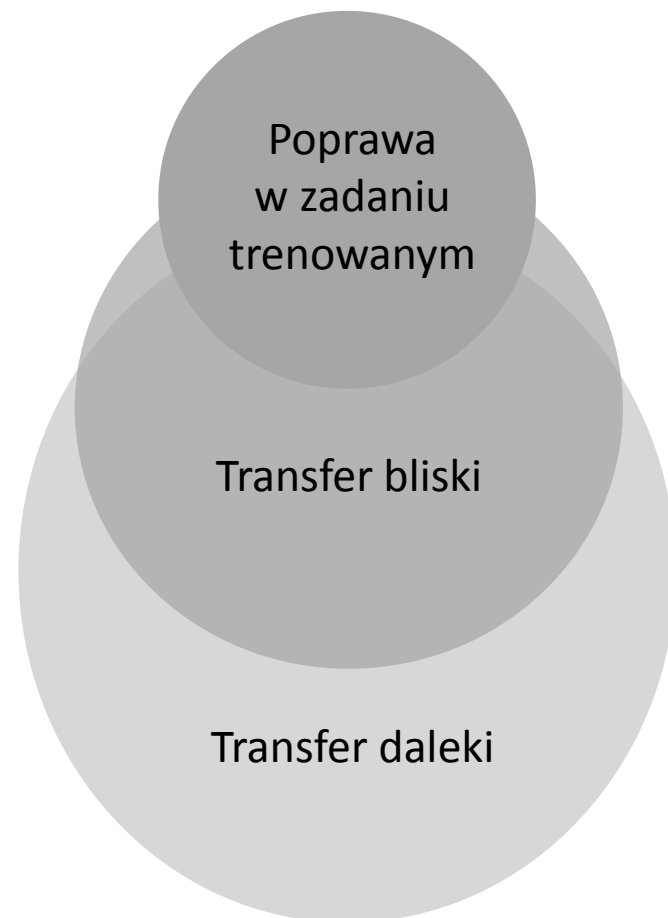 Poprawa
w zadaniu
trenowanym
Transfer bliski
Transfer daleki